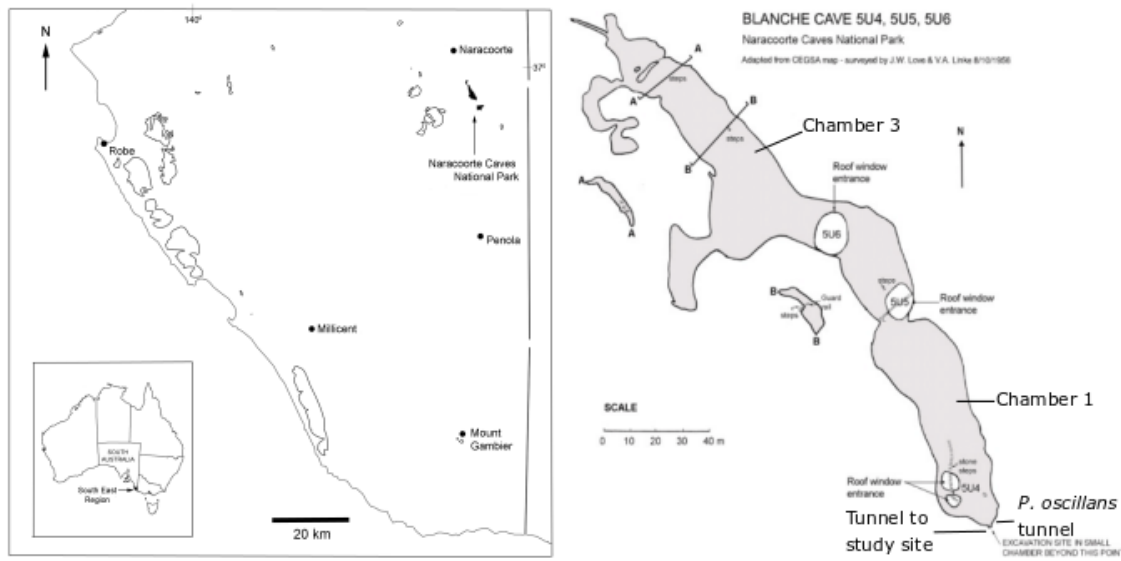 140°
N
Naracoorte
37°
Robe
Naracoorte Caves
National Park
Penola
Millicent
Mount
Gambier
SOUTH
AUSTRALIA
South East
Region
20 km
BLANCHE CAVE 5U4, 5U5, 5U6
Naracoorte Caves National Park
Adapted from CEGSA map - surveyed by J.W. Love & V.A. Links 8/10/1958
A
steps
A
B
steps
Chamber 3
N
B
Roof window
entrance
A
A
5U6
steps
5U5
Roof window
entrance
B
Guard
rail
steps
B
SCALE
0 10 20 30 40 m
Chamber 1
stone
steps
Roof window
entrance
5U4
P. oscillans
tunnel
Tunnel to
study site
EXCAVATION SITE IN SMALL
CHAMBER BEYOND THIS POIN